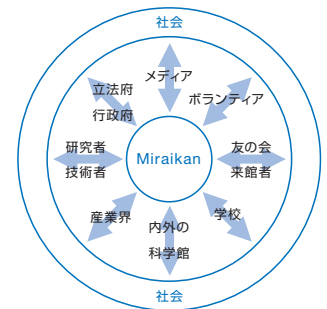 社会
メディア
立法府
行政府
ボランティア
研究者
技術者
Miraikan
友の会
来館者
産業界
内外の
科学館
学校
社会